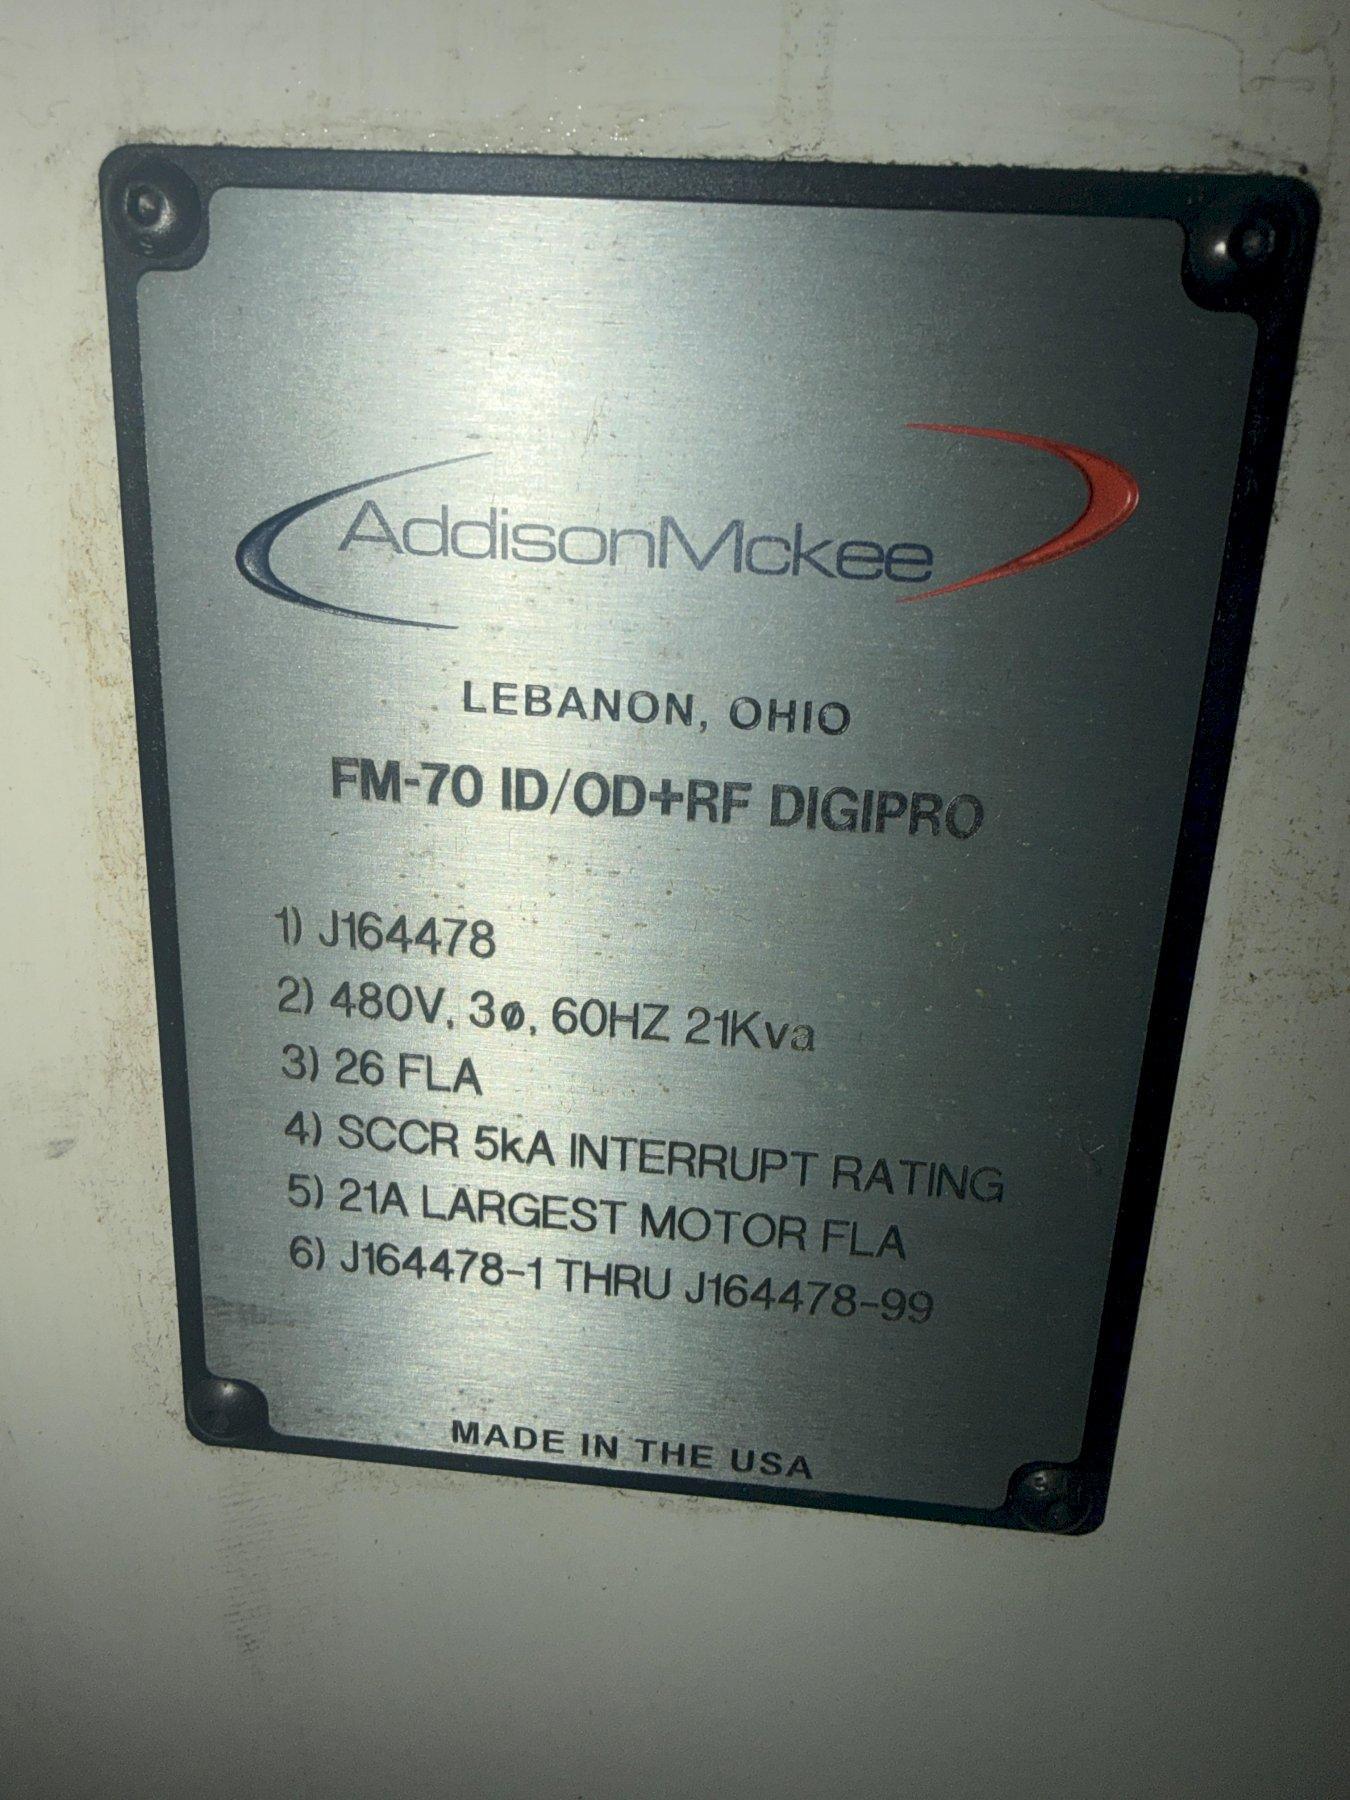 AddisonMckee
LEBANON, OHIO
FM-70 ID/OD+RF DIGIPRO
1) J164478
2) 480V, 3ø, 60HZ 21Kva
3) 26 FLA
4) SCCR 5kA INTERRUPT RATING
5) 21A LARGEST MOTOR FLA
6) J164478-1 THRU J164478-99
MADE IN THE USA